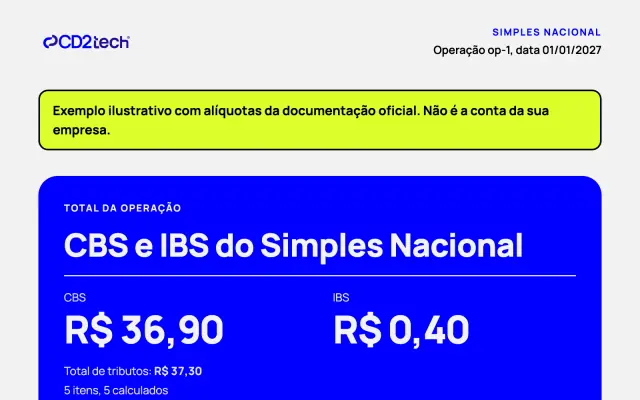 CD2tech
SIMPLES NACIONAL
Operação op-1, data 01/01/2027
Exemplo ilustrativo com alíquotas da documentação oficial. Não é a conta da sua
empresa.
TOTAL DA OPERAÇÃO
CBS e IBS do Simples Nacional
CBS
IBS
R$ 36,90
R$ 0,40
Total de tributos: R$ 37,30
5 itens, 5 calculados